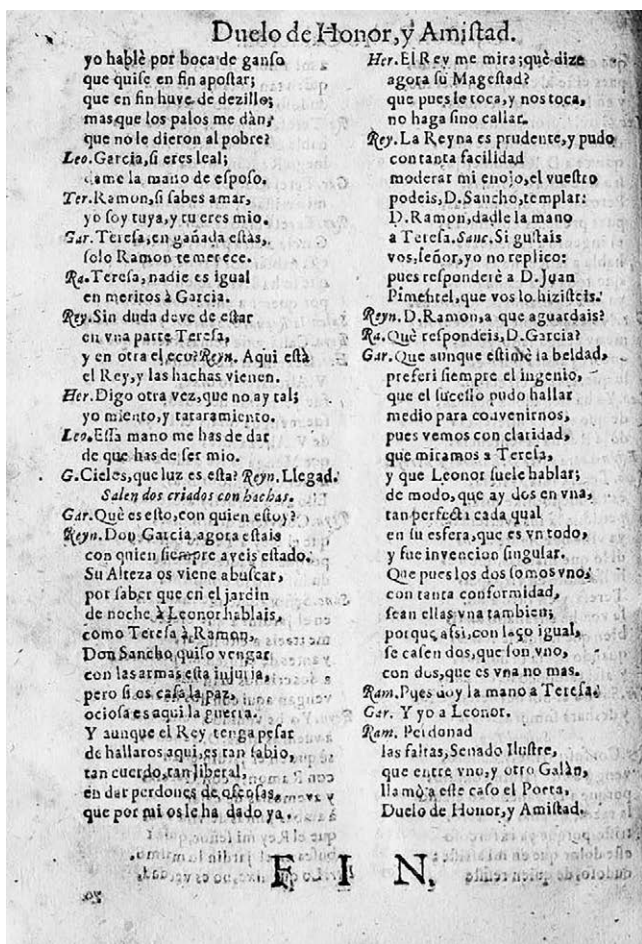 Duelo de Honor, y Amistad.
yo hablè por boca de ganso
que quise en fin apostar;
que en fin huve de dezillo;
mas que los palos me dàn,
que no le dieron al pobre?
Leo. Garcia, si eres leal;
dame la mano de esposo.
Ter. Ramon, si sabes amar,
yo soy tuya, y tu eres mio.
Gar. Teresa, en gañada estàs,
solo Ramon te merece.
Ra. Teresa, nadie es igual
en meritos à Garcia.
Rey. Sin duda deve de estar
en vna parte Teresa,
y en otra el eco? Reyn. Aqui està
el Rey, y las hachas vienen.
Her. Digo otra vez, que no ay tal;
yo miento, y tataramiento.
Leo. Essa mano me has de dar
de que has de ser mio.
G. Cielos, que luz es esta? Reyn. Llegad.
Salen dos criados con hachas.
Gar. Què es esto, con quien estoy?
Reyn. Don Garcia, agora estais
con quien siempre aveis estado.
Su Alteza os viene a buscar,
por saber que en el jardin
de noche à Leonor hablais,
como Teresa à Ramon,
Don Sancho quiso vengar
con las armas esta injuria,
pero si os casa la paz,
ociosa es aqui la guerra.
Y aunque el Rey tenga pesar
de hallaros aqui, es tan sabio,
tan cuerdo, tan liberal,
en dar perdones de
que por mi os le ha dado ya.
Her. El Rey me mira; què dize
agora su Magestad?
que pues le toca, y nos toca,
no haga sino callar.
Rey. La Reyna es prudente, y pudo
con tanta facilidad
moderar mi enojo, el vuestro
podeis, D. Sancho, templar:
D. Ramon, dadle la mano
a Teresa. Sanc. Si gustais
vos, señor, yo no replico:
pues responderè a D. Juan
Pimentel, que vos lo hizisteis.
Reyn. D. Ramon, a que aguardais?
Ra. Què respondeis, D. Garcia?
Gar. Que aunque estimè la beldad,
preferi siempre el ingenio,
que el sucesso pudo hallar
medio para convenirnos,
pues vemos con claridad,
que miramos a Teresa,
y que Leonor suele hablar;
de modo, que ay dos en vna,
tan perfecta cada qual
en su esfera, que es vn todo,
y fue invencion singular.
Que pues los dos somos vno,
con tanta conformidad,
sean ellas vna tambien;
porque assi, con laço igual,
se casen dos, que son vno,
con dos, que es vna no mas.
Ram. Pues doy la mano a Teresa.
Gar. Y yo a Leonor.
Ram. Perdonad
las faltas, Senado Ilustre,
que entre vno, y otro Galàn,
llamò a este caso el Poeta,
Duelo de Honor, y Amistad.
F I N.